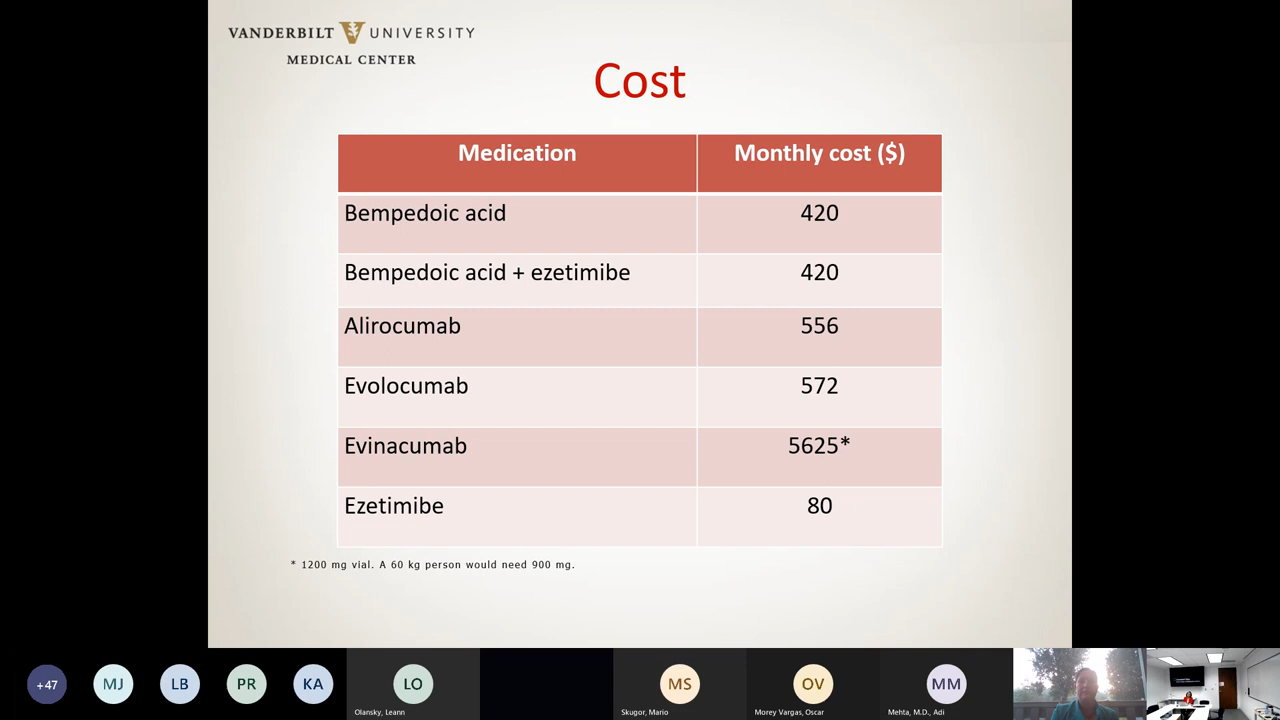 VANDERBILT V UNIVERSITY
MEDICAL CENTER
Cost
Medication Monthly cost ($)
Bempedoic acid 420
Bempedoic acid + ezetimibe 420
Alirocumab 556
Evolocumab 572
Evinacumab 5625*
Ezetimibe 80
* 1200 mg vial. A 60 kg person would need 900 mg.
+47 MJ LB PR KA LO MS OV MM
Olansky, Leann Skugor, Mario Morey Vargas, Oscar Mehta, M.D., Adi